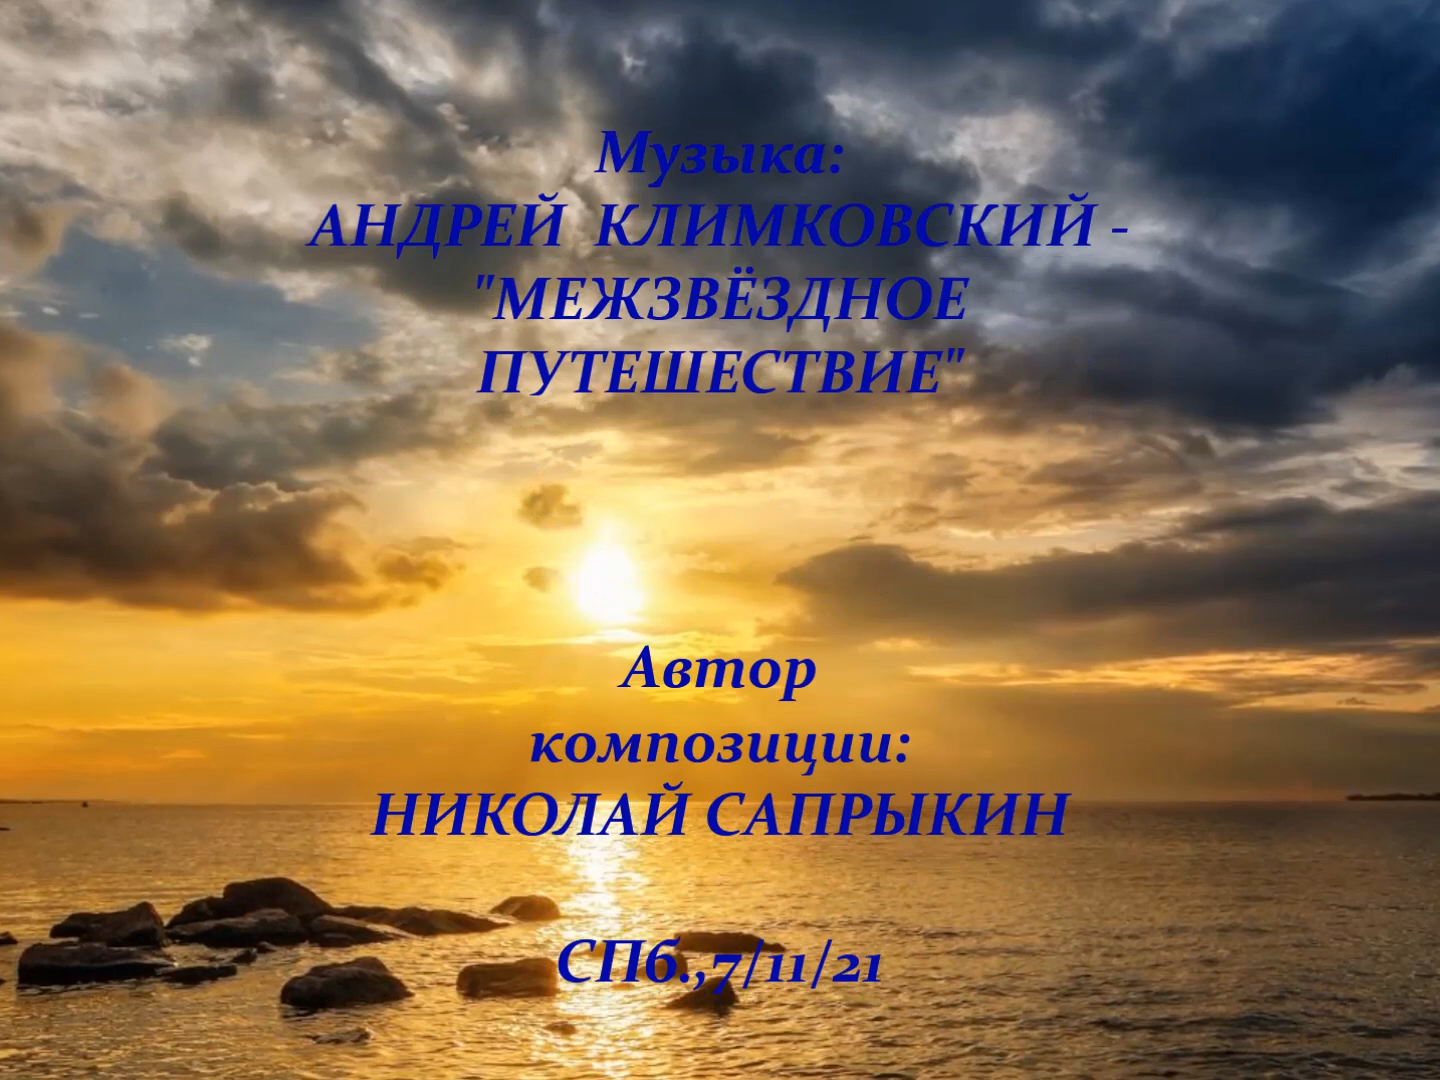 Музыка:
АНДРЕЙ КЛИМКОВСКИЙ -
"МЕЖЗВЁЗДНОЕ
ПУТЕШЕСТВИЕ"
Автор
композиции:
НИКОЛАЙ САПРЫКИН
СПб.,7/11/21